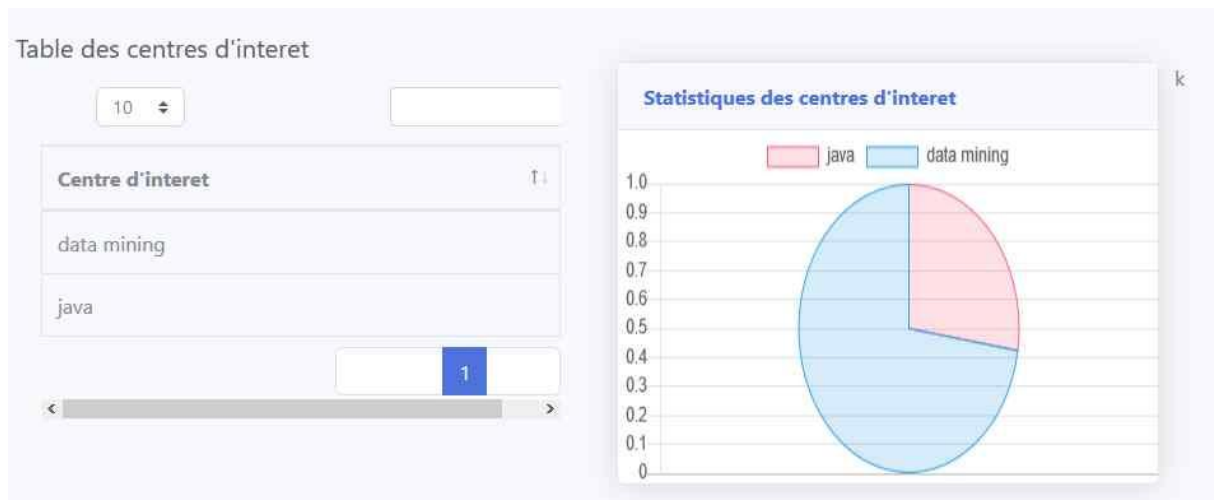 Table des centres d'interet
10
Centre d'interet
data mining
java
1
k
Statistiques des centres d'interet
java data mining
1.0
0.9
0.8
0.7
0.6
0.5
0.4
0.3
0.2
0.1
0